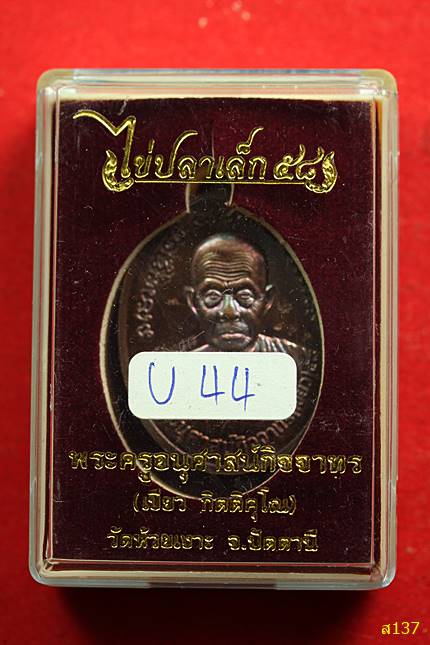 ไข่ปลาเล็ก ๕๘
U 44
พระครูอนุศาสน์กิจจาทร
(เขียว กิตติคุโณ)
วัดห้วยเงาะ จ.ปัตตานี
ส137